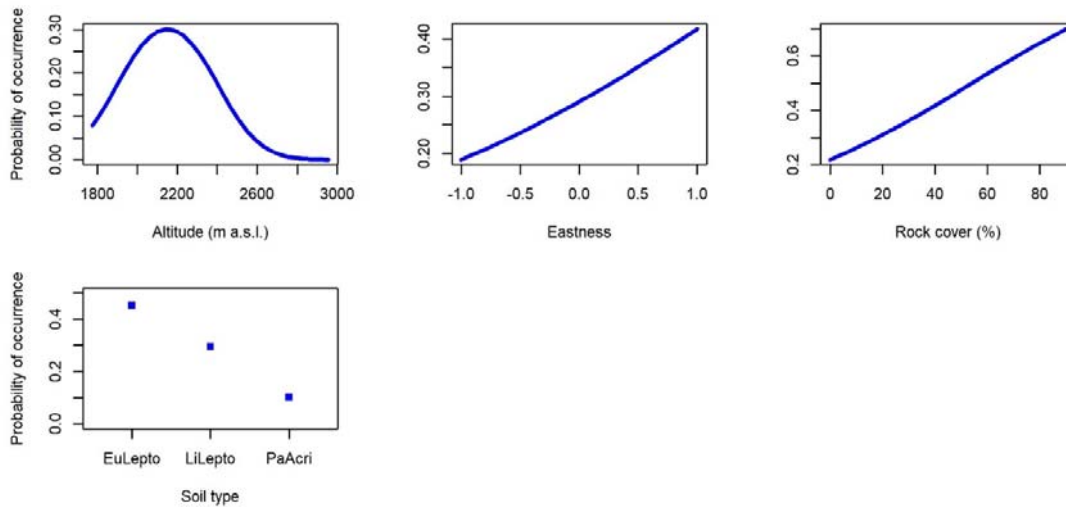 Probability of occurrence
0.00 0.10 0.20 0.30
1800 2200 2600 3000
Altitude (m a.s.l.)
0.20 0.30 0.40
-1.0 -0.5 0.0 0.5 1.0
Eastness
0.2 0.4 0.6
0 20 40 60 80
Rock cover (%)
Probability of occurrence
0.0 0.2 0.4
EuLepto LiLepto PaAcri
Soil type